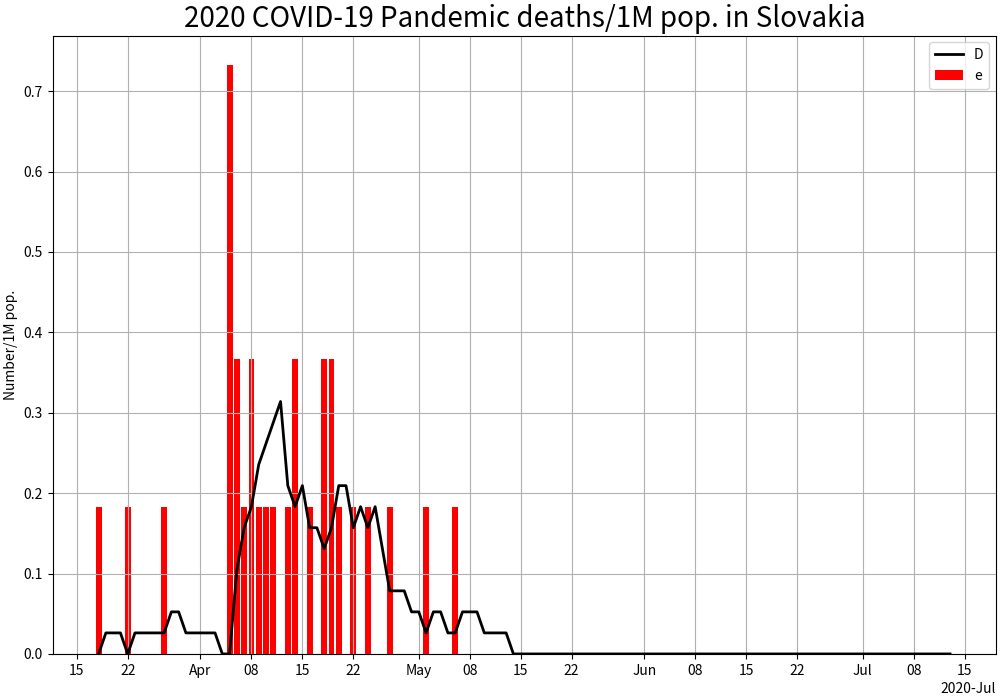 2020 COVID-19 Pandemic deaths/1M pop. in Slovakia
D
e
0.7
0.6
0.5
0.4
0.3
0.2
0.1
0.0
Number/1M pop.
15 22 Apr 08 15 22 May 08 15 22 Jun 08 15 22 Jul 08 15
2020-Jul